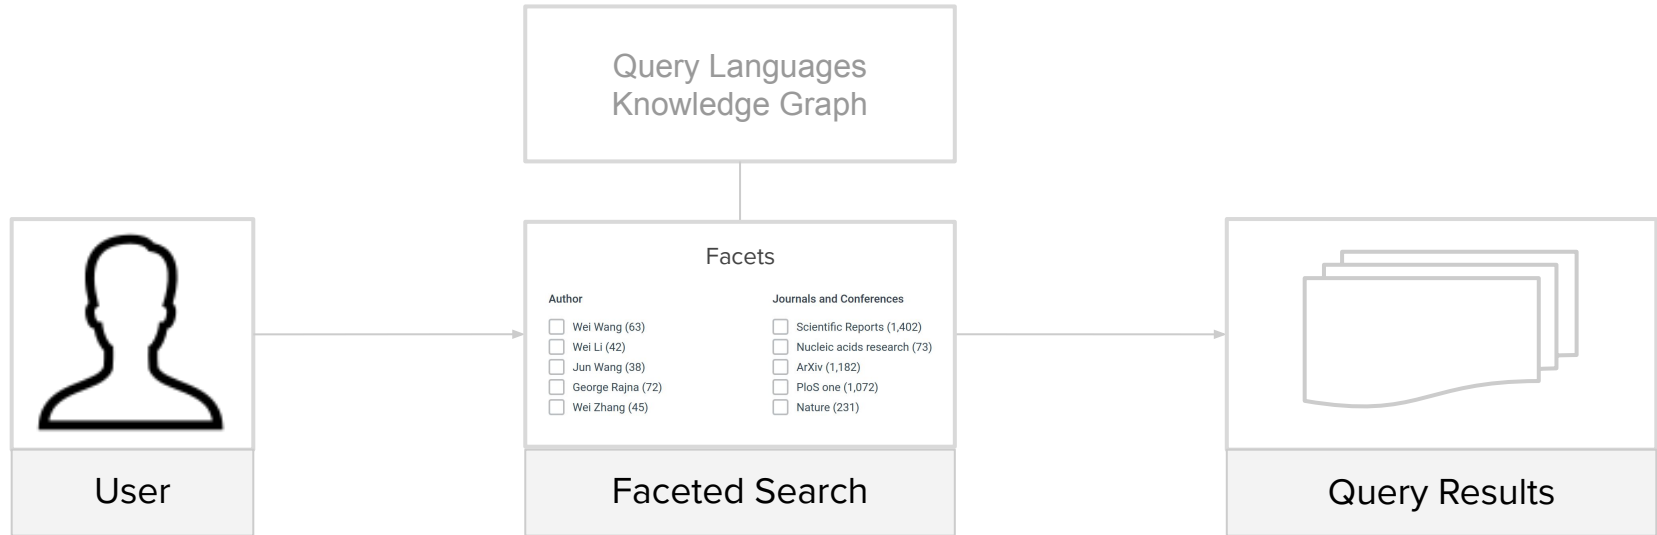 Query Languages
Knowledge Graph
Facets
Author
Wei Wang (63)
Wei Li (42)
Jun Wang (38)
George Rajna (72)
Wei Zhang (45)
Journals and Conferences
Scientific Reports (1,402)
Nucleic acids research (73)
ArXiv (1,182)
PloS one (1,072)
Nature (231)
User
Faceted Search
Query Results